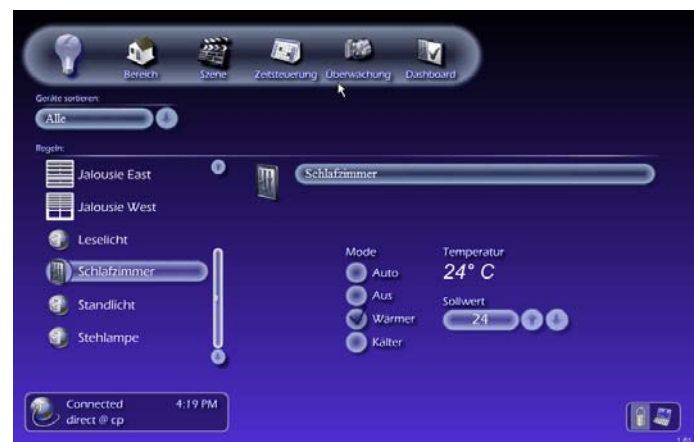 Bereich Szene Zeitsteuerung Überwachung Dashboard
Geräte sortieren:
Alle
Regeln:
Jalousie East
Schlafzimmer
Jalousie West
Leselicht
Schlafzimmer
Standlicht
Stehlampe
Mode
Auto
Aus
Wärmer
Kälter
Temperatur
24° C
Sollwert
24
Connected 4:19 PM
direct @ cp